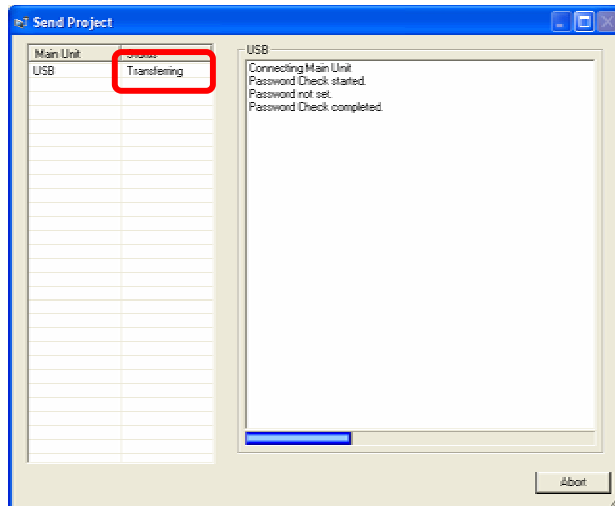 Send Project
Main Unit Status
USB Transferring
USB
Connecting Main Unit
Password Check started.
Password not set.
Password Check completed.
Abort